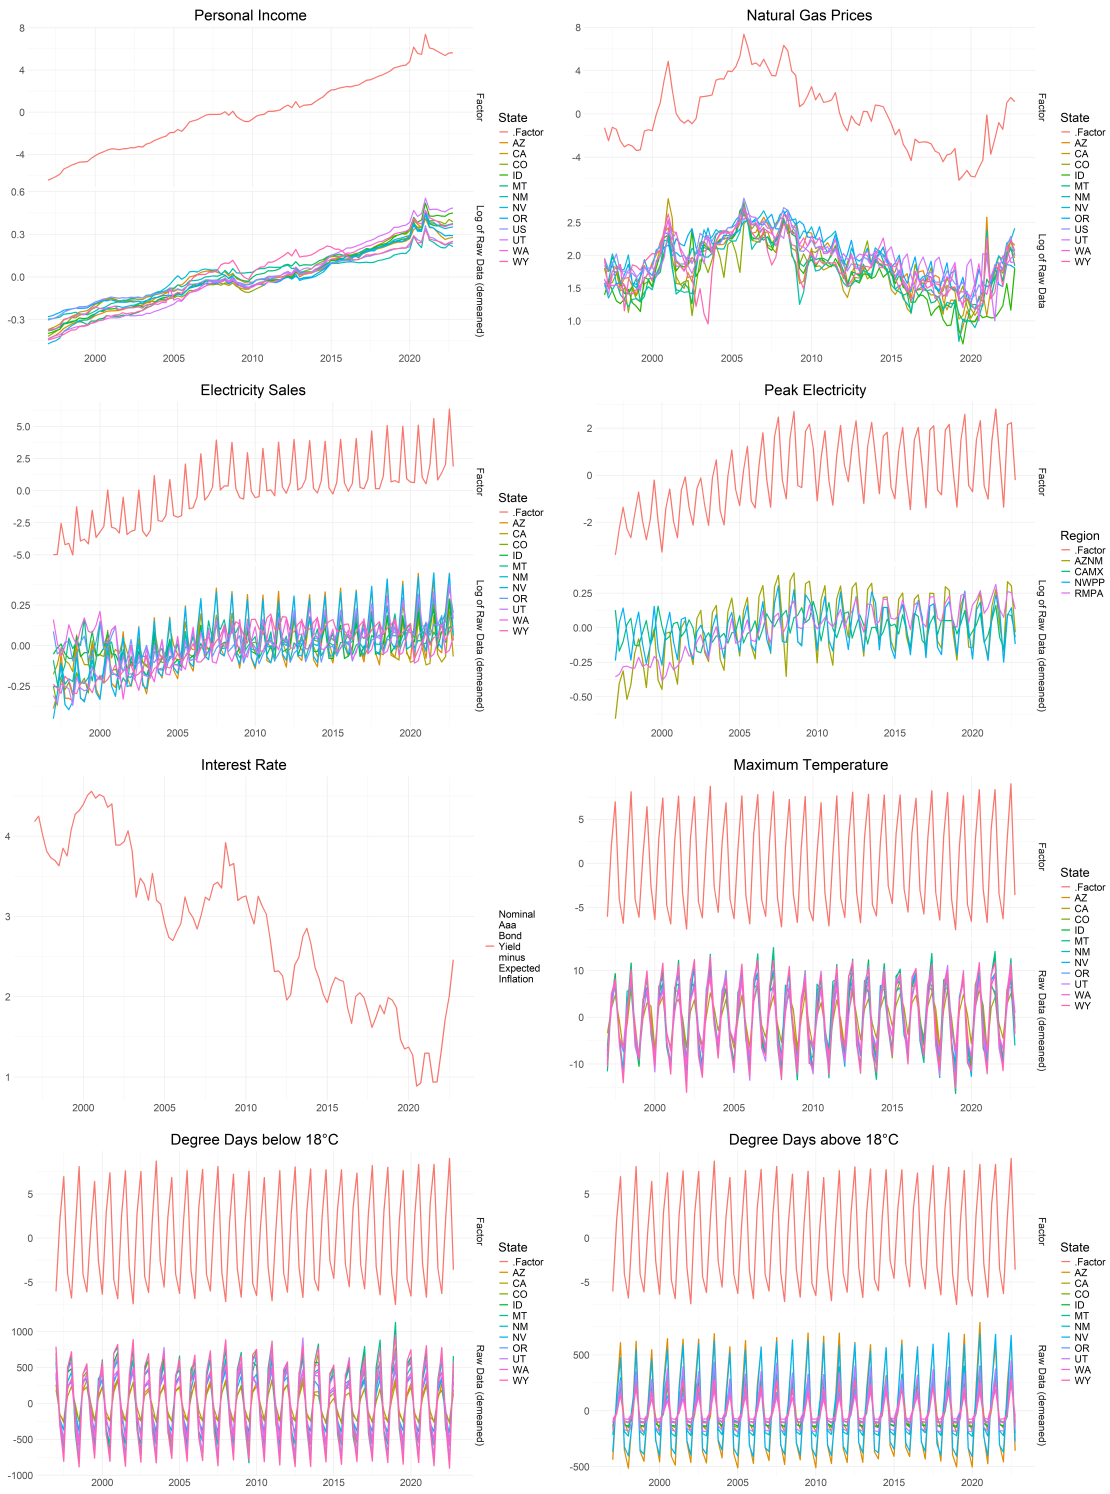 Personal Income
8
4
0
-4
Factor
0.6
0.3
0.0
-0.3
Log of Raw Data (demeaned)
2000
2005
2010
2015
2020
State
.Factor
AZ
CA
CO
ID
MT
NM
NV
OR
US
UT
WA
WY
Natural Gas Prices
8
4
0
-4
Factor
2.5
2.0
1.5
1.0
Log of Raw Data
2000
2005
2010
2015
2020
State
.Factor
AZ
CA
CO
ID
MT
NM
NV
OR
US
UT
WA
WY
Electricity Sales
5.0
2.5
0.0
-2.5
-5.0
Factor
0.25
0.00
-0.25
Log of Raw Data (demeaned)
2000
2005
2010
2015
2020
State
.Factor
AZ
CA
CO
ID
MT
NM
NV
OR
UT
WA
WY
Peak Electricity
2
0
-2
Factor
0.25
0.00
-0.25
-0.50
Log of Raw Data (demeaned)
2000
2005
2010
2015
2020
Region
.Factor
AZNM
CAMX
NWPP
RMPA
Interest Rate
4
3
2
1
2000
2005
2010
2015
2020
Nominal
Aaa
Bond
Yield
minus
Expected
Inflation
Maximum Temperature
5
0
-5
Factor
10
0
-10
Raw Data (demeaned)
2000
2005
2010
2015
2020
State
.Factor
AZ
CA
CO
ID
MT
NM
NV
OR
UT
WA
WY
Degree Days below 18°C
5
0
-5
Factor
1000
500
0
-500
-1000
Raw Data (demeaned)
2000
2005
2010
2015
2020
State
.Factor
AZ
CA
CO
ID
MT
NM
NV
OR
UT
WA
WY
Degree Days above 18°C
5
0
-5
Factor
500
0
-500
Raw Data (demeaned)
2000
2005
2010
2015
2020
State
.Factor
AZ
CA
CO
ID
MT
NM
NV
OR
UT
WA
WY